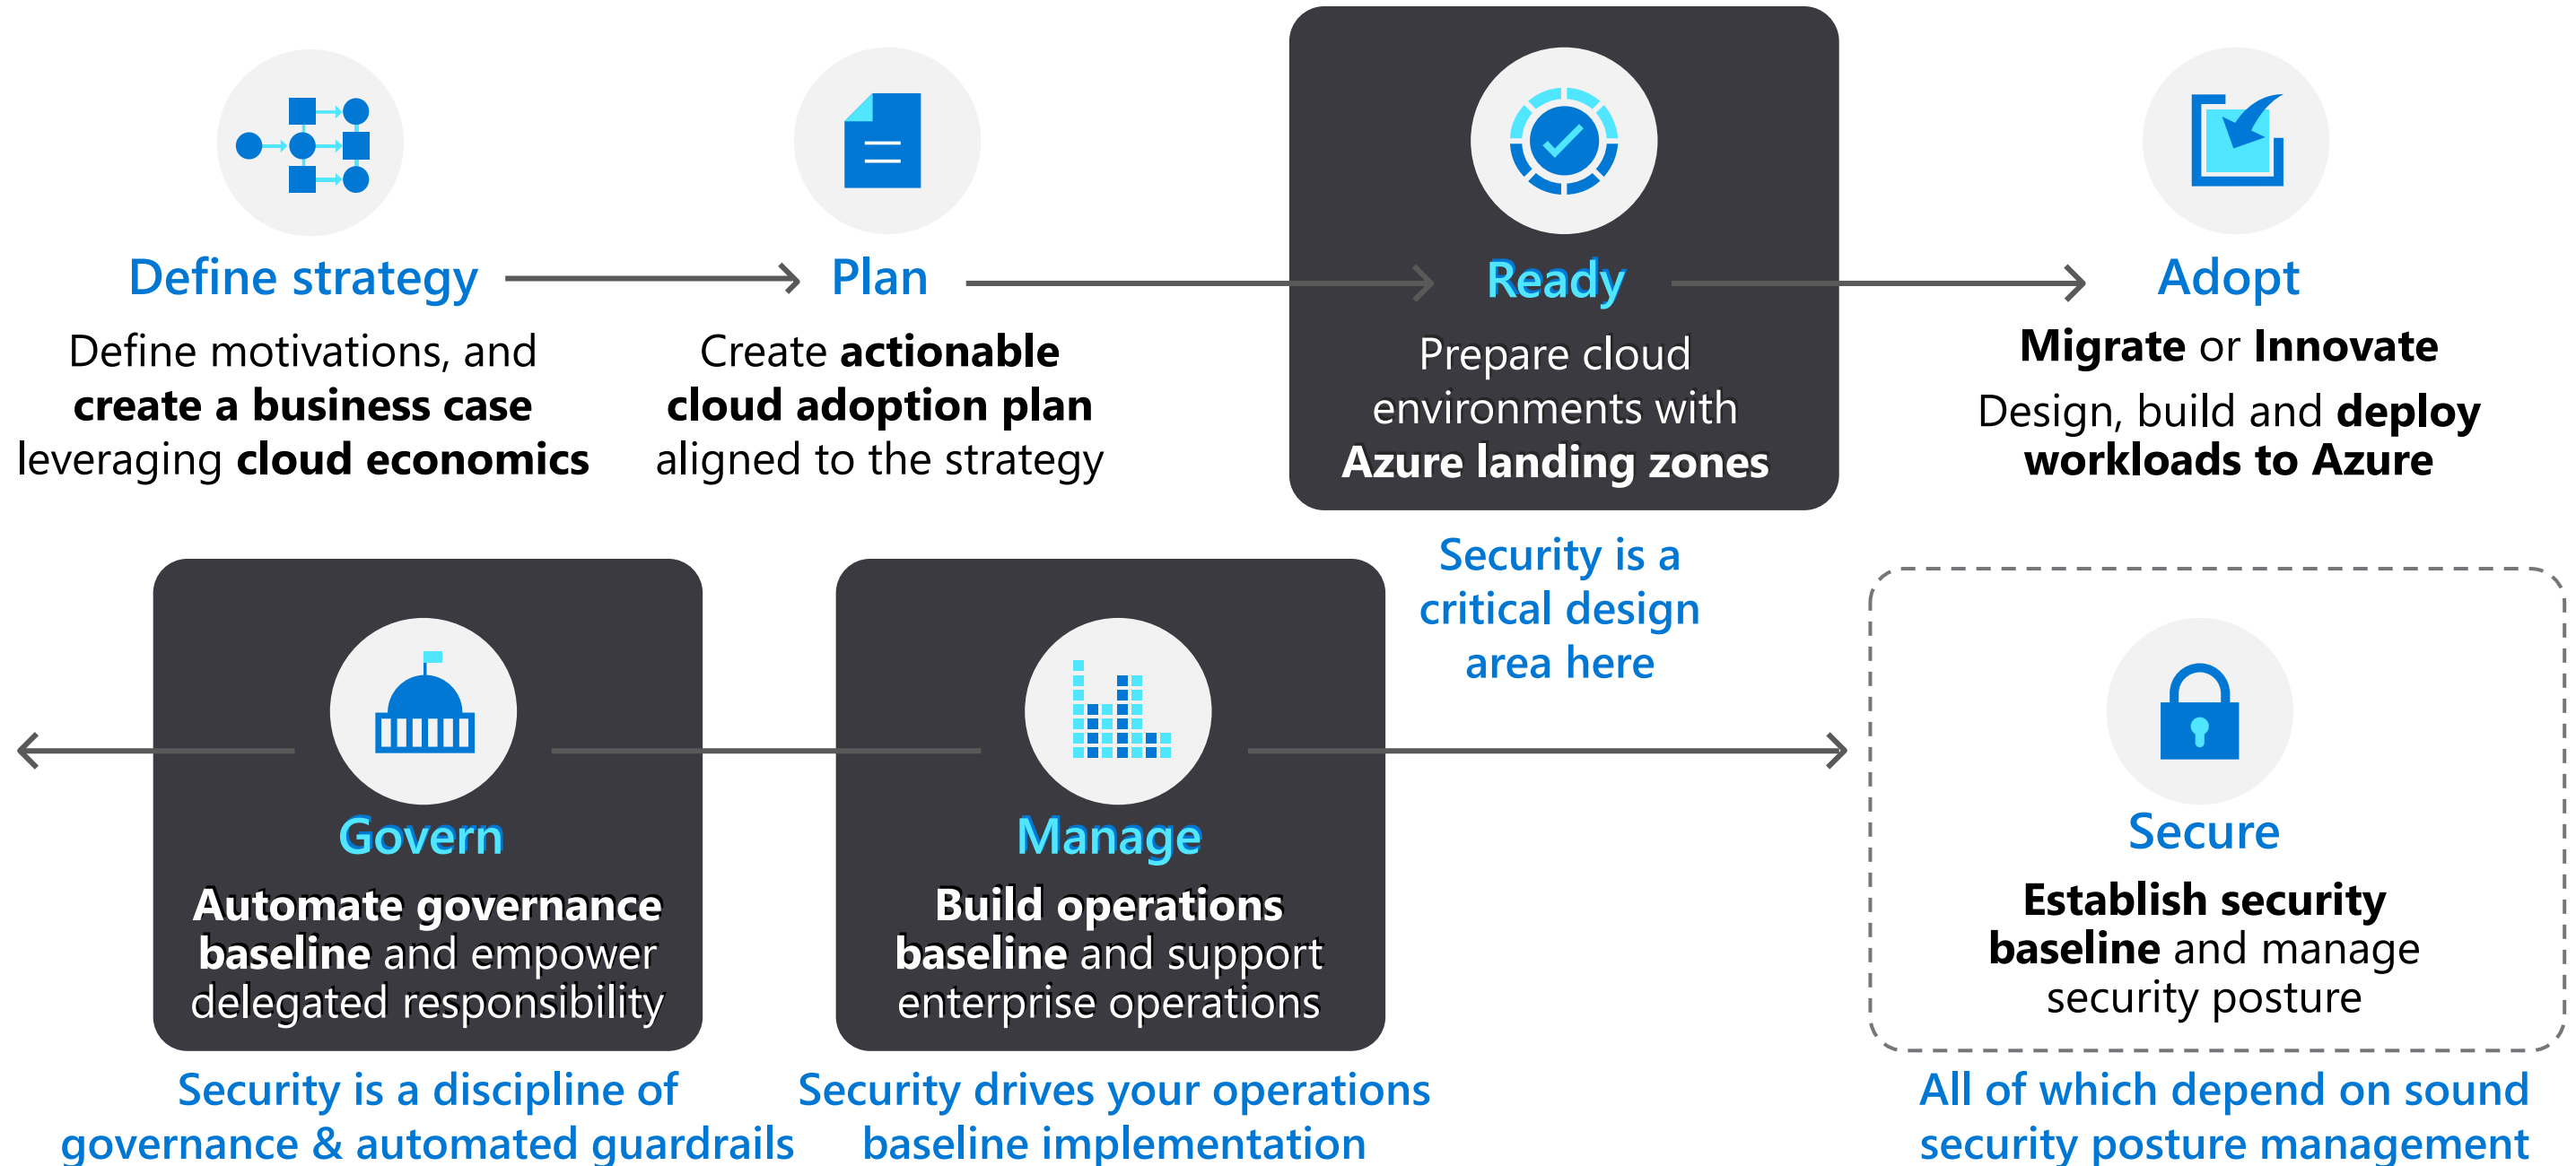 Define strategy
Define motivations, and
create a business case
leveraging cloud economics
Plan
Create actionable
cloud adoption plan
aligned to the strategy
Ready
Prepare cloud
environments with
Azure landing zones
Security is a
critical design
area here
Adopt
Migrate or Innovate
Design, build and deploy
workloads to Azure
Govern
Automate governance
baseline and empower
delegated responsibility
Security is a discipline of
governance & automated guardrails
Manage
Build operations
baseline and support
enterprise operations
Security drives your operations
baseline implementation
Secure
Establish security
baseline and manage
security posture
All of which depend on sound
security posture management